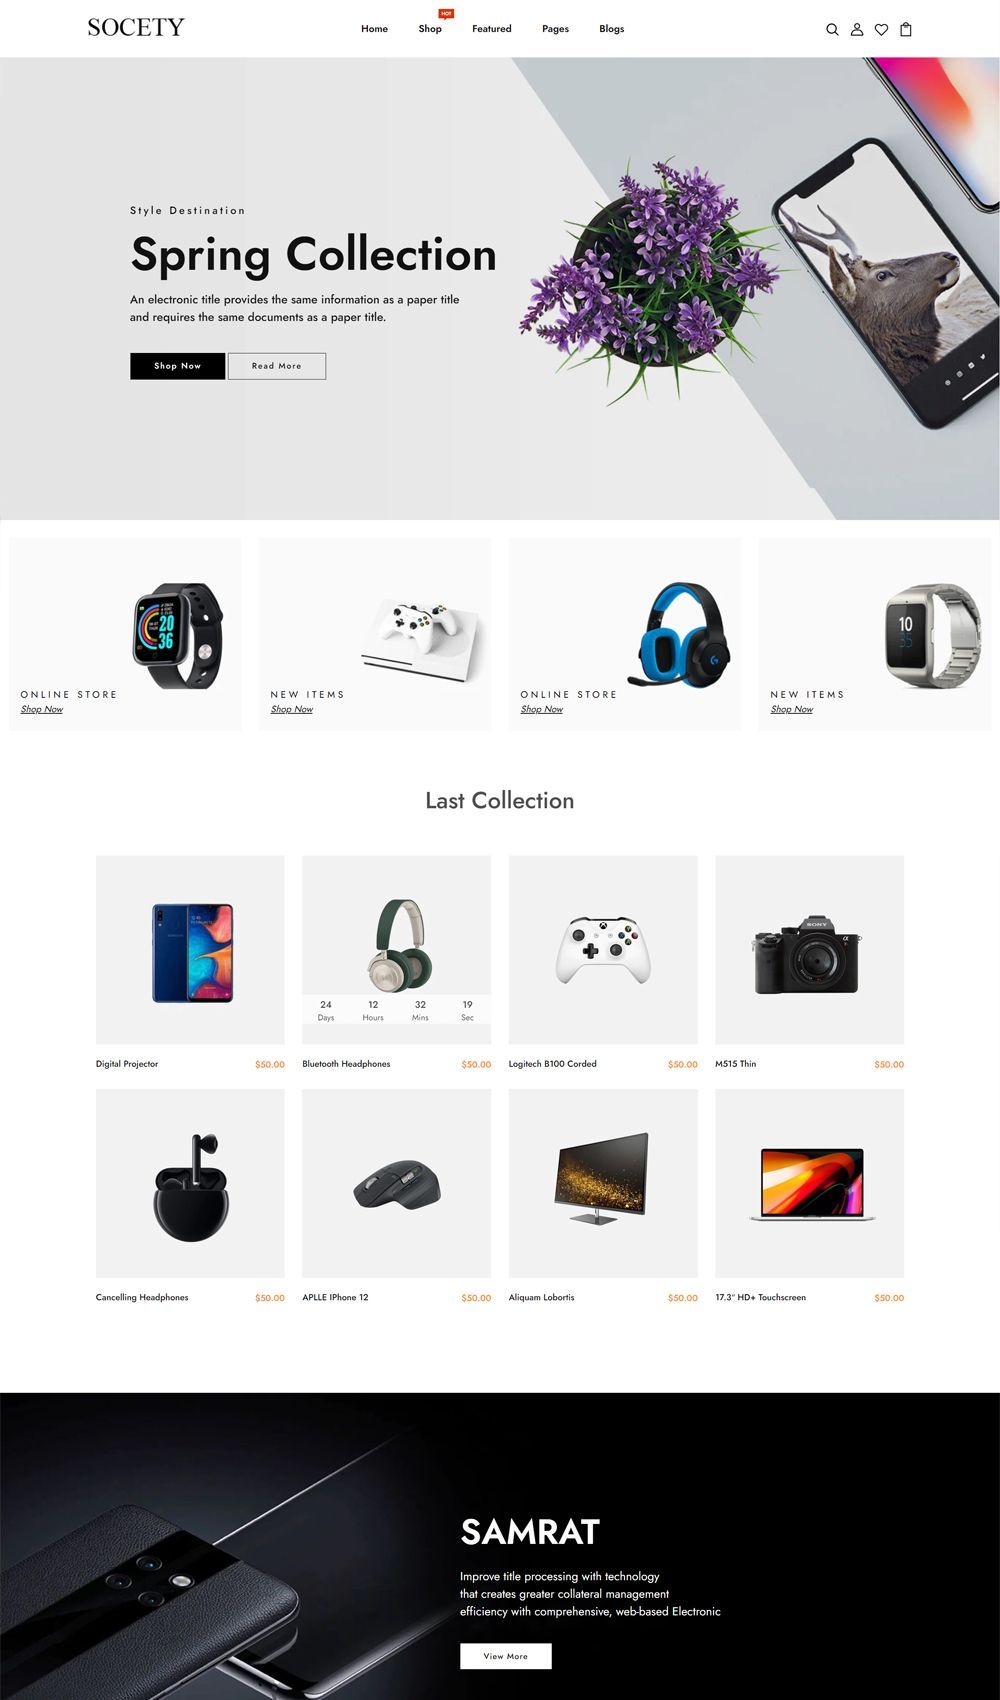 SOCETY
HOT
Home Shop Featured Pages Blogs
Style Destination
Spring Collection
An electronic title provides the same information as a paper title
and requires the same documents as a paper title.
Shop Now Read More
20
36
10
35
ONLINE STORE
Shop Now
NEW ITEMS
Shop Now
ONLINE STORE
Shop Now
NEW ITEMS
Shop Now
Last Collection
SONY
24 12 32 19
Days Hours Mins Sec
Digital Projector $50.00
Bluetooth Headphones $50.00
Logitech B100 Corded $50.00
M515 Thin $50.00
Cancelling Headphones $50.00
APLLE IPhone 12 $50.00
Aliquam Lobortis $50.00
17.3" HD+ Touchscreen $50.00
SAMRAT
Improve title processing with technology
that creates greater collateral management
efficiency with comprehensive, web-based Electronic
View More